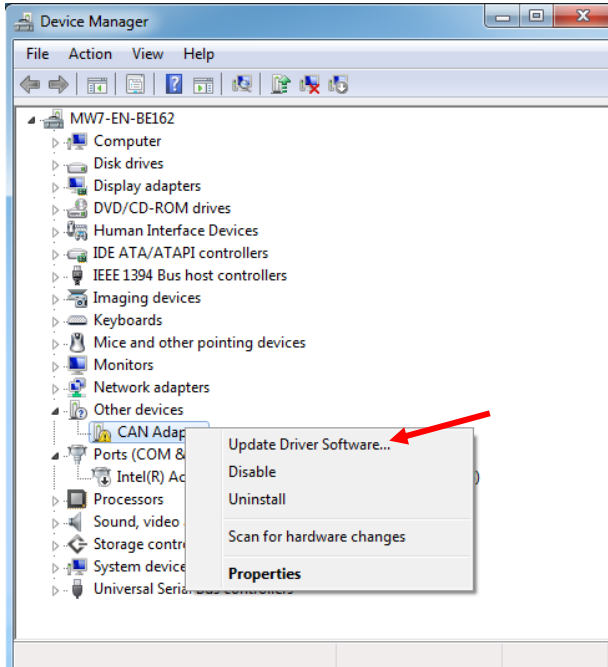 Device Manager
File Action View Help
MW7-EN-BE162
Computer
Disk drives
Display adapters
DVD/CD-ROM drives
Human Interface Devices
IDE ATA/ATAPI controllers
IEEE 1394 Bus host controllers
Imaging devices
Keyboards
Mice and other pointing devices
Monitors
Network adapters
Other devices
CAN Adap
Update Driver Software...
Ports (COM &
Disable
Intel(R) Ac )
Processors
Uninstall
Sound, video
Storage contr
Scan for hardware changes
System device
Properties
Universal Serial Bus controllers